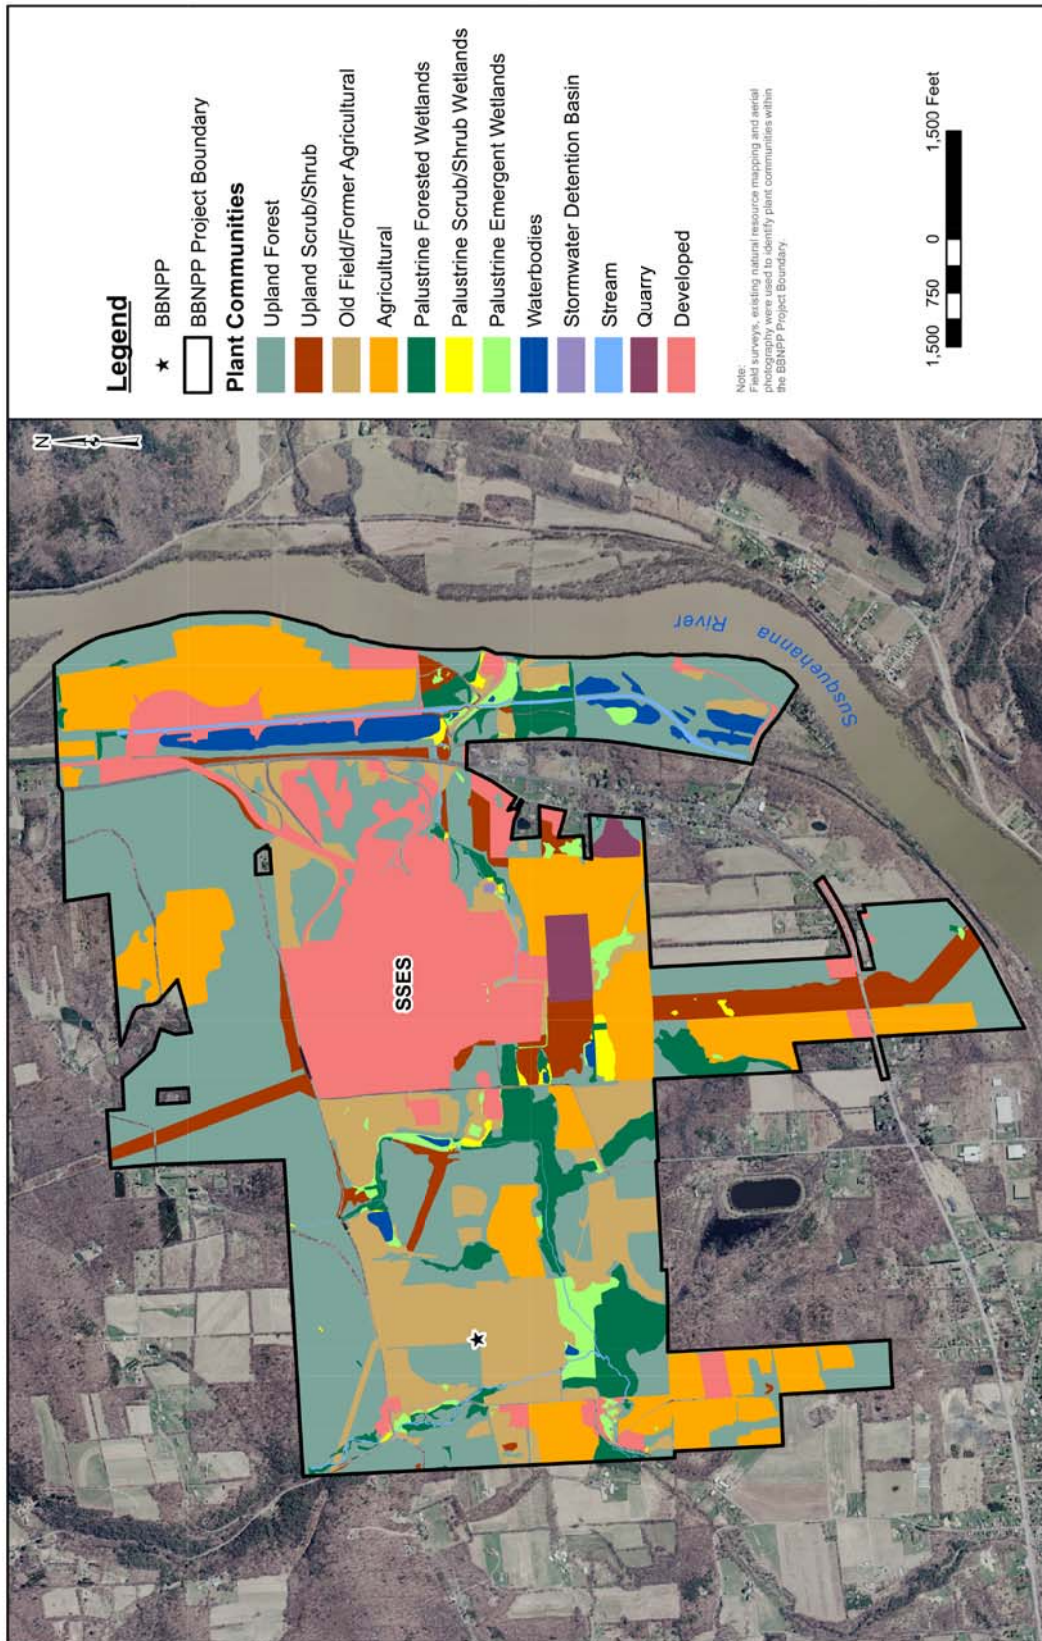 Legend
BBNPP
BBNPP Project Boundary
Plant Communities
Upland Forest
Upland Scrub/Shrub
Old Field/Former Agricultural
Agricultural
Palustrine Forested Wetlands
Palustrine Scrub/Shrub Wetlands
Palustrine Emergent Wetlands
Waterbodies
Stormwater Detention Basin
Stream
Quarry
Developed
Note:
Field surveys, existing natural resource mapping and aerial
photography were used to identify plant communities within
the BBNPP Project Boundary.
1,500 750 0 1,500 Feet
N
SSES
Susquehanna River